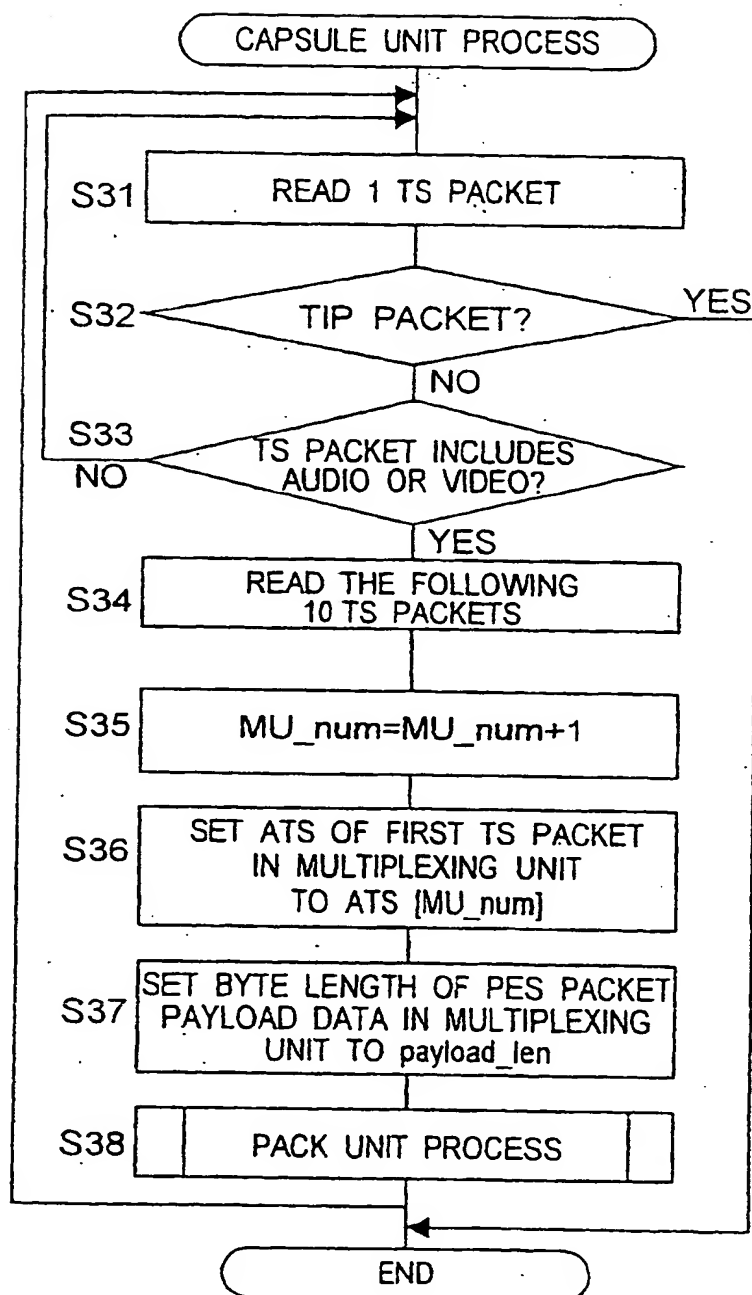 CAPSULE UNIT PROCESS
S31
READ 1 TS PACKET
S32
TIP PACKET?
YES
NO
S33
TS PACKET INCLUDES
AUDIO OR VIDEO?
NO
YES
S34
READ THE FOLLOWING
10 TS PACKETS
S35
MU_num=MU_num+1
S36
SET ATS OF FIRST TS PACKET
IN MULTIPLEXING UNIT
TO ATS [MU_num]
S37
SET BYTE LENGTH OF PES PACKET
PAYLOAD DATA IN MULTIPLEXING
UNIT TO payload_len
S38
PACK UNIT PROCESS
END